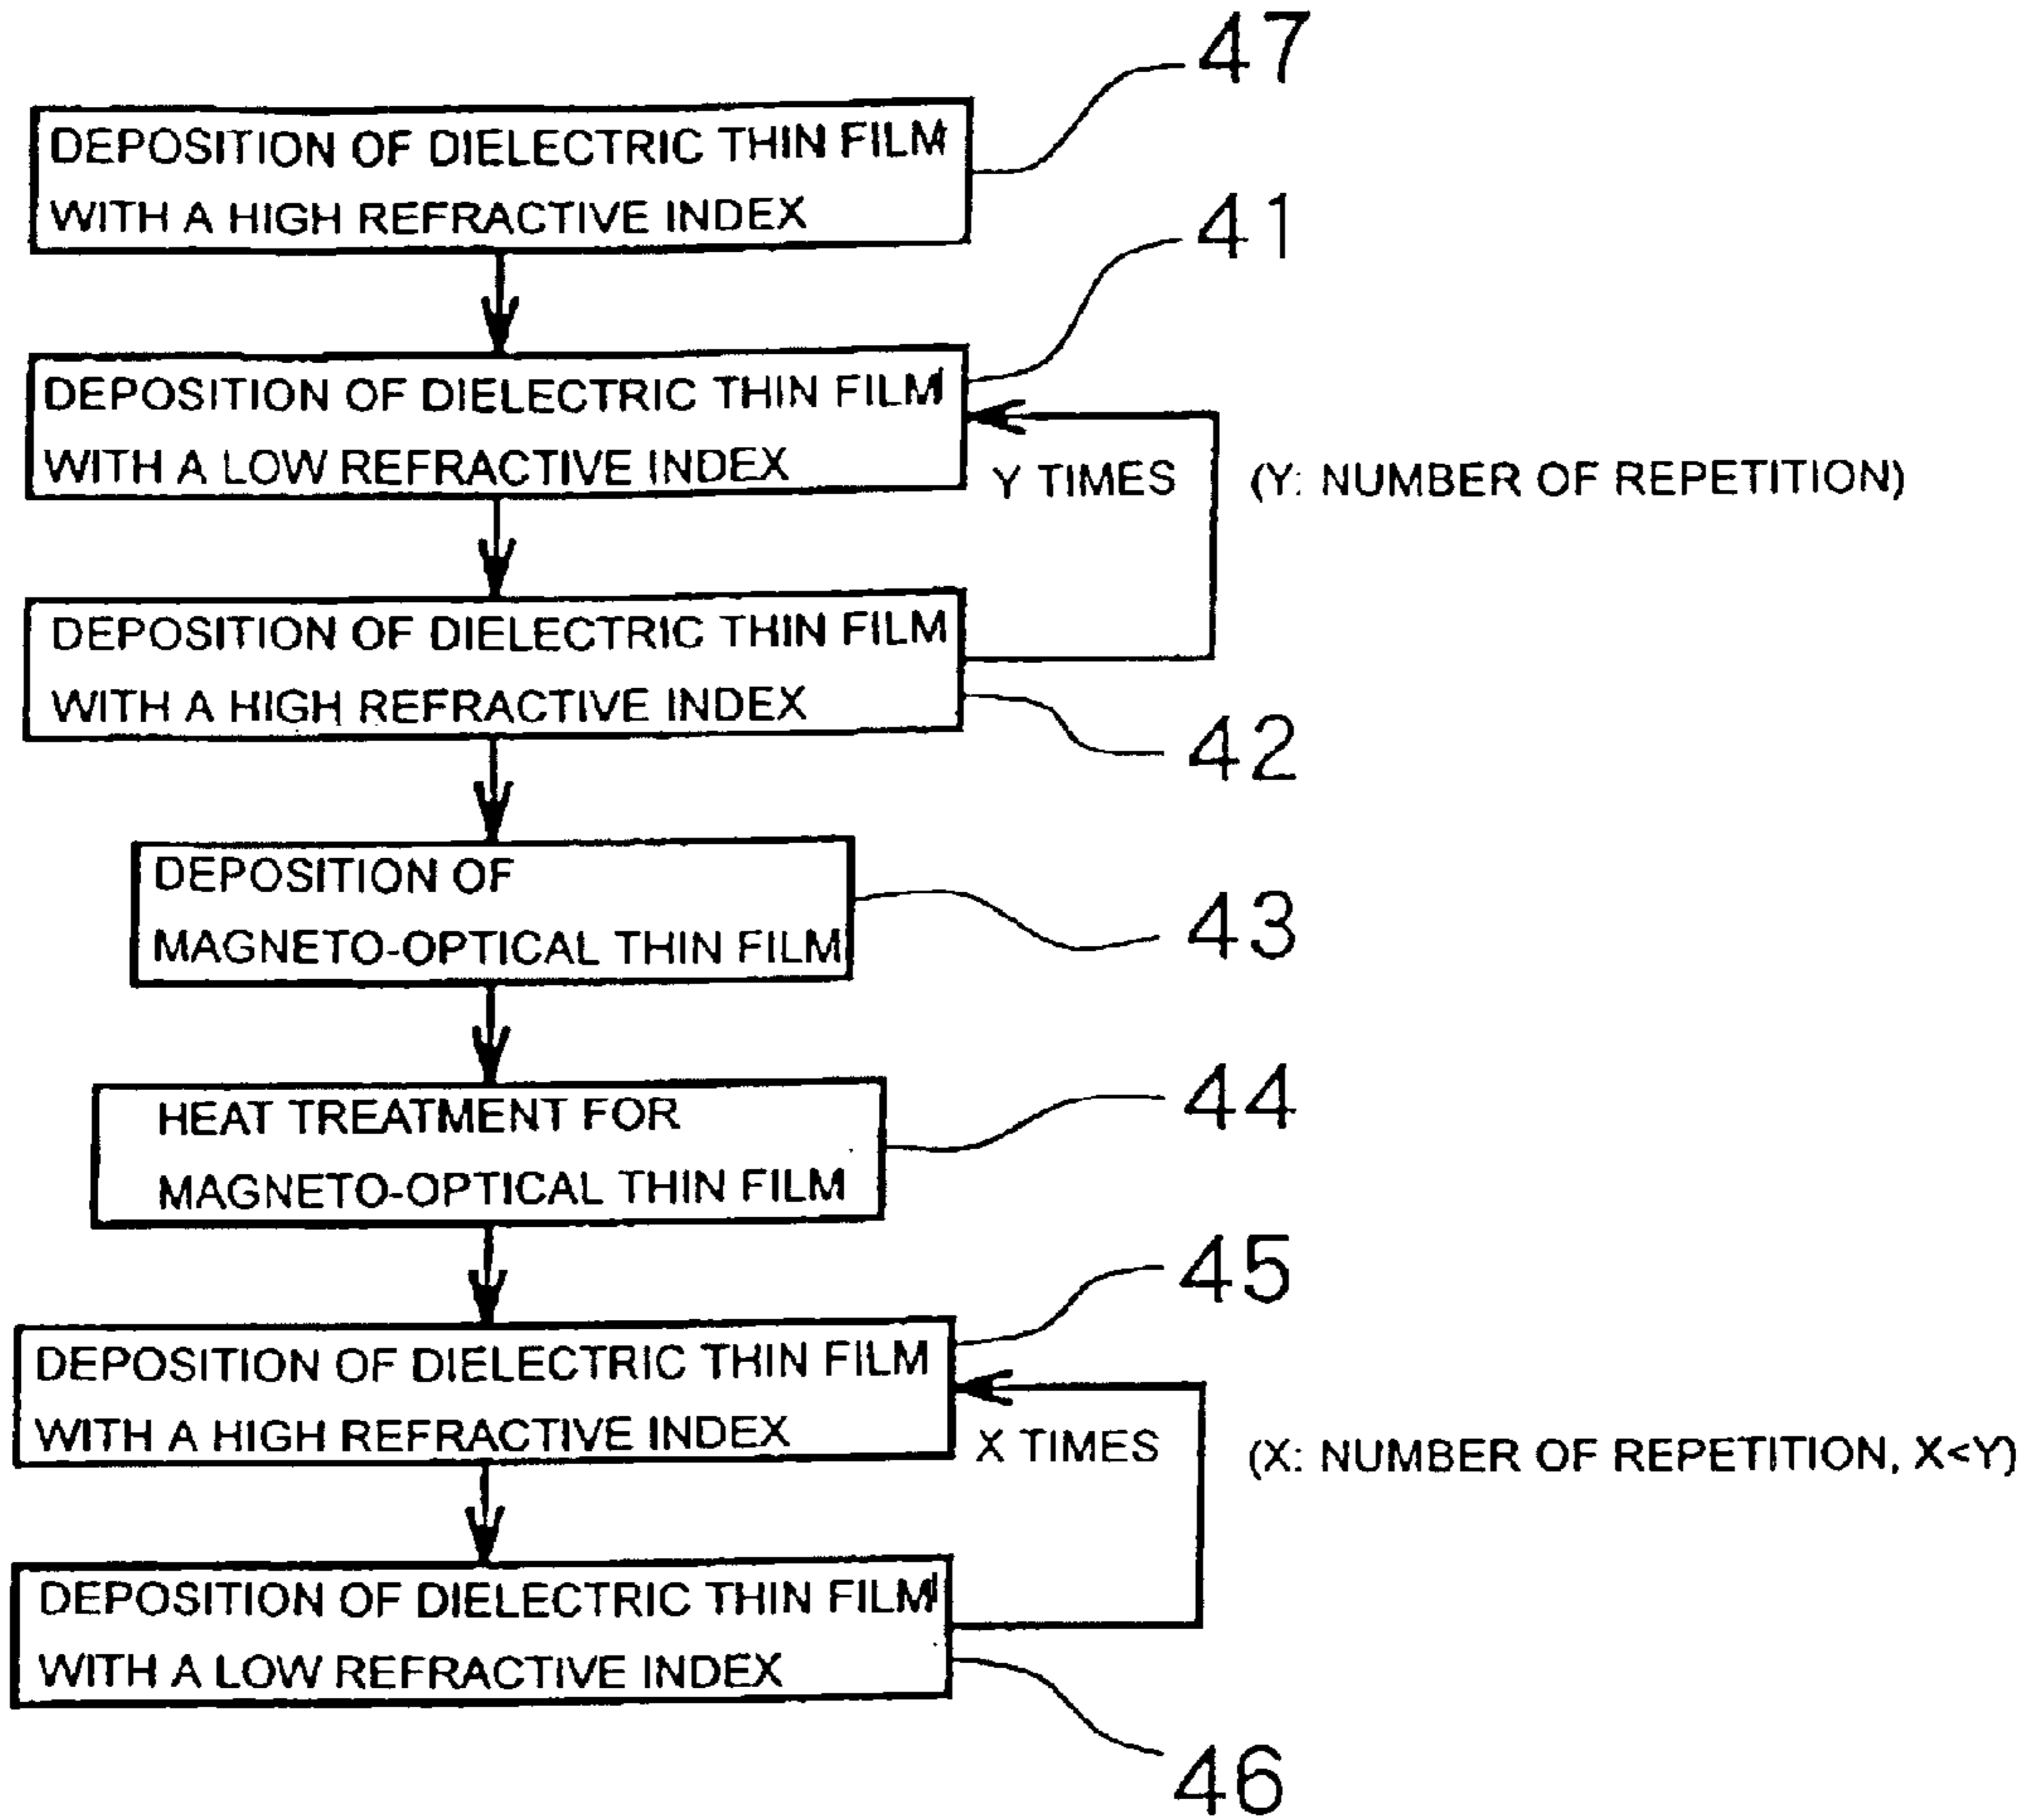 47
DEPOSITION OF DIELECTRIC THIN FILM
WITH A HIGH REFRACTIVE INDEX
41
DEPOSITION OF DIELECTRIC THIN FILM
WITH A LOW REFRACTIVE INDEX
Y TIMES
(Y: NUMBER OF REPETITION)
DEPOSITION OF DIELECTRIC THIN FILM
WITH A HIGH REFRACTIVE INDEX
42
DEPOSITION OF
MAGNETO-OPTICAL THIN FILM
43
HEAT TREATMENT FOR
MAGNETO-OPTICAL THIN FILM
44
45
DEPOSITION OF DIELECTRIC THIN FILM
WITH A HIGH REFRACTIVE INDEX
X TIMES
(X: NUMBER OF REPETITION, X<Y)
DEPOSITION OF DIELECTRIC THIN FILM
WITH A LOW REFRACTIVE INDEX
46